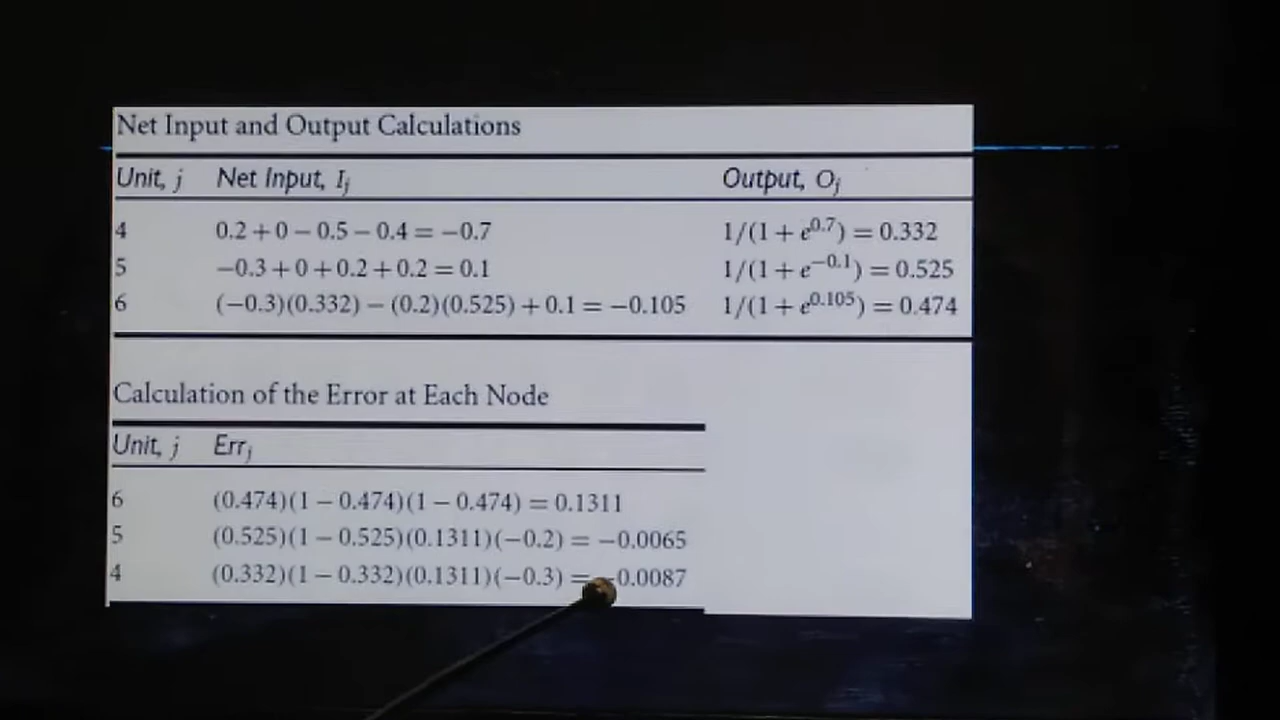 Net Input and Output Calculations
Unit, j Net Input, Ij Output, Oj
4 0.2 + 0 − 0.5 − 0.4 = −0.7 1/(1 + e^0.7) = 0.332
5 −0.3 + 0 + 0.2 + 0.2 = 0.1 1/(1 + e^−0.1) = 0.525
6 (−0.3)(0.332) − (0.2)(0.525) + 0.1 = −0.105 1/(1 + e^0.105) = 0.474
Calculation of the Error at Each Node
Unit, j Errj
6 (0.474)(1 − 0.474)(1 − 0.474) = 0.1311
5 (0.525)(1 − 0.525)(0.1311)(−0.2) = −0.0065
4 (0.332)(1 − 0.332)(0.1311)(−0.3) = −0.0087